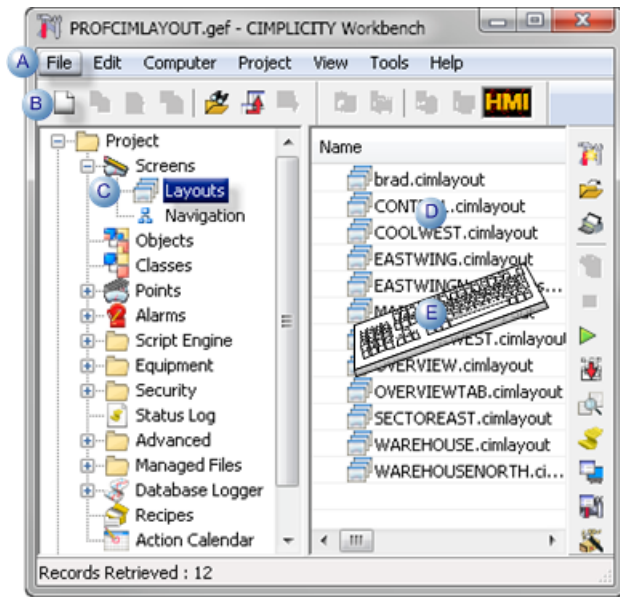 PROFCIMLAYOUT.gef - CIMPLICITY Workbench
A File Edit Computer Project View Tools Help
B HMI
Project
Screens
C Layouts
Navigation
Objects
Classes
Points
Alarms
Script Engine
Equipment
Security
Status Log
Advanced
Managed Files
Database Logger
Recipes
Action Calendar
Name
brad.cimlayout
D .cimlayout
COOLWEST.cimlayout
EASTWING.cimlayout
E
OVERVIEW.cimlayout
OVERVIEWTAB.cimlayout
SECTOREAST.cimlayout
WAREHOUSE.cimlayout
WAREHOUSENORTH.ci...
Records Retrieved : 12